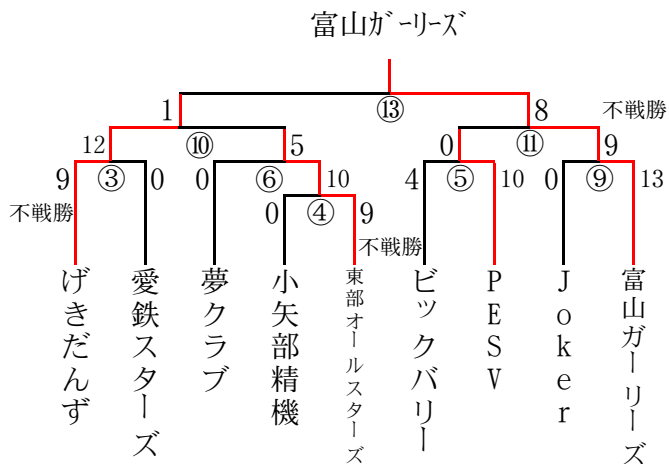 富山ｶﾞｰﾘｰｽﾞ
1
⑬
8
不戦勝
12
⑩
5
0
⑪
9
9
③
0
0
⑥
10
4
⑤
10
0
⑨
13
不戦勝
0
④
9
不戦勝
げきだんず
愛鉄スターズ
夢クラブ
小矢部精機
東部オールスターズ
ビックバリー
PESV
Joker
富山ガーリーズ